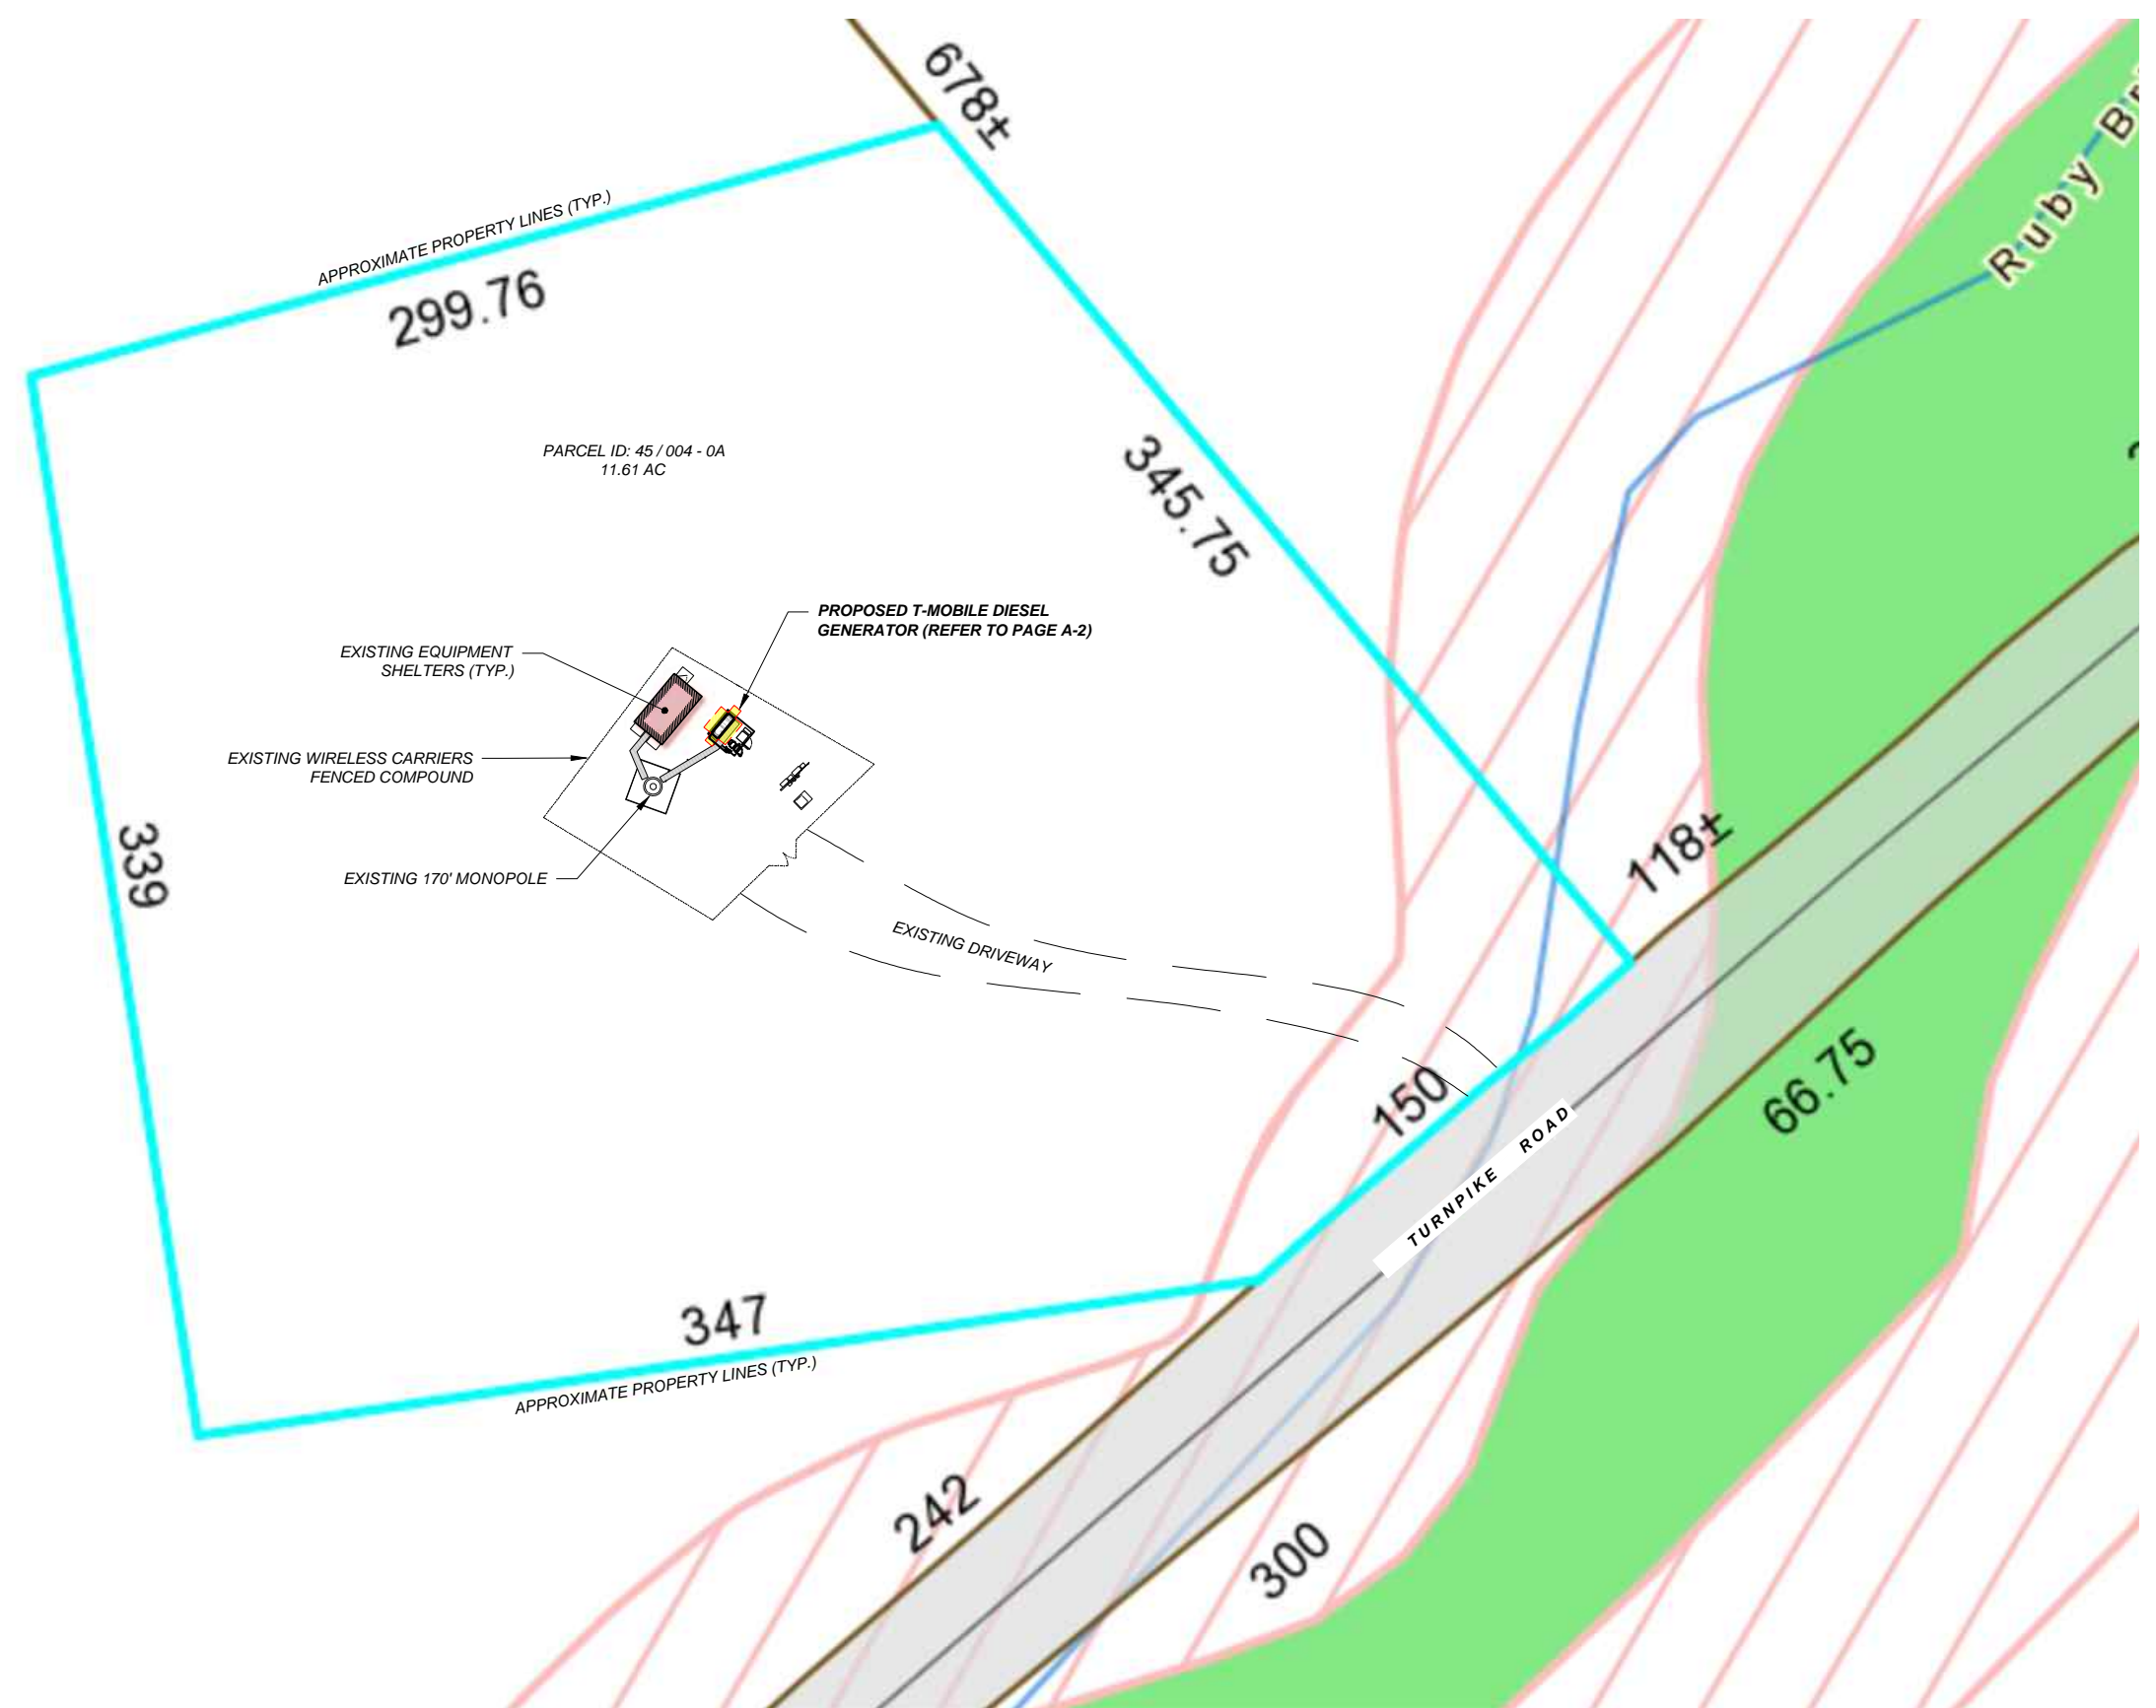 678±
Ruby Br
APPROXIMATE PROPERTY LINES (TYP.)
299.76
PARCEL ID: 45 / 004 - 0A
11.61 AC
345.75
PROPOSED T-MOBILE DIESEL
GENERATOR (REFER TO PAGE A-2)
EXISTING EQUIPMENT
SHELTERS (TYP.)
EXISTING WIRELESS CARRIERS
FENCED COMPOUND
339
EXISTING 170' MONOPOLE
118±
EXISTING DRIVEWAY
150
66.75
TURNPIKE ROAD
347
APPROXIMATE PROPERTY LINES (TYP.)
242
300